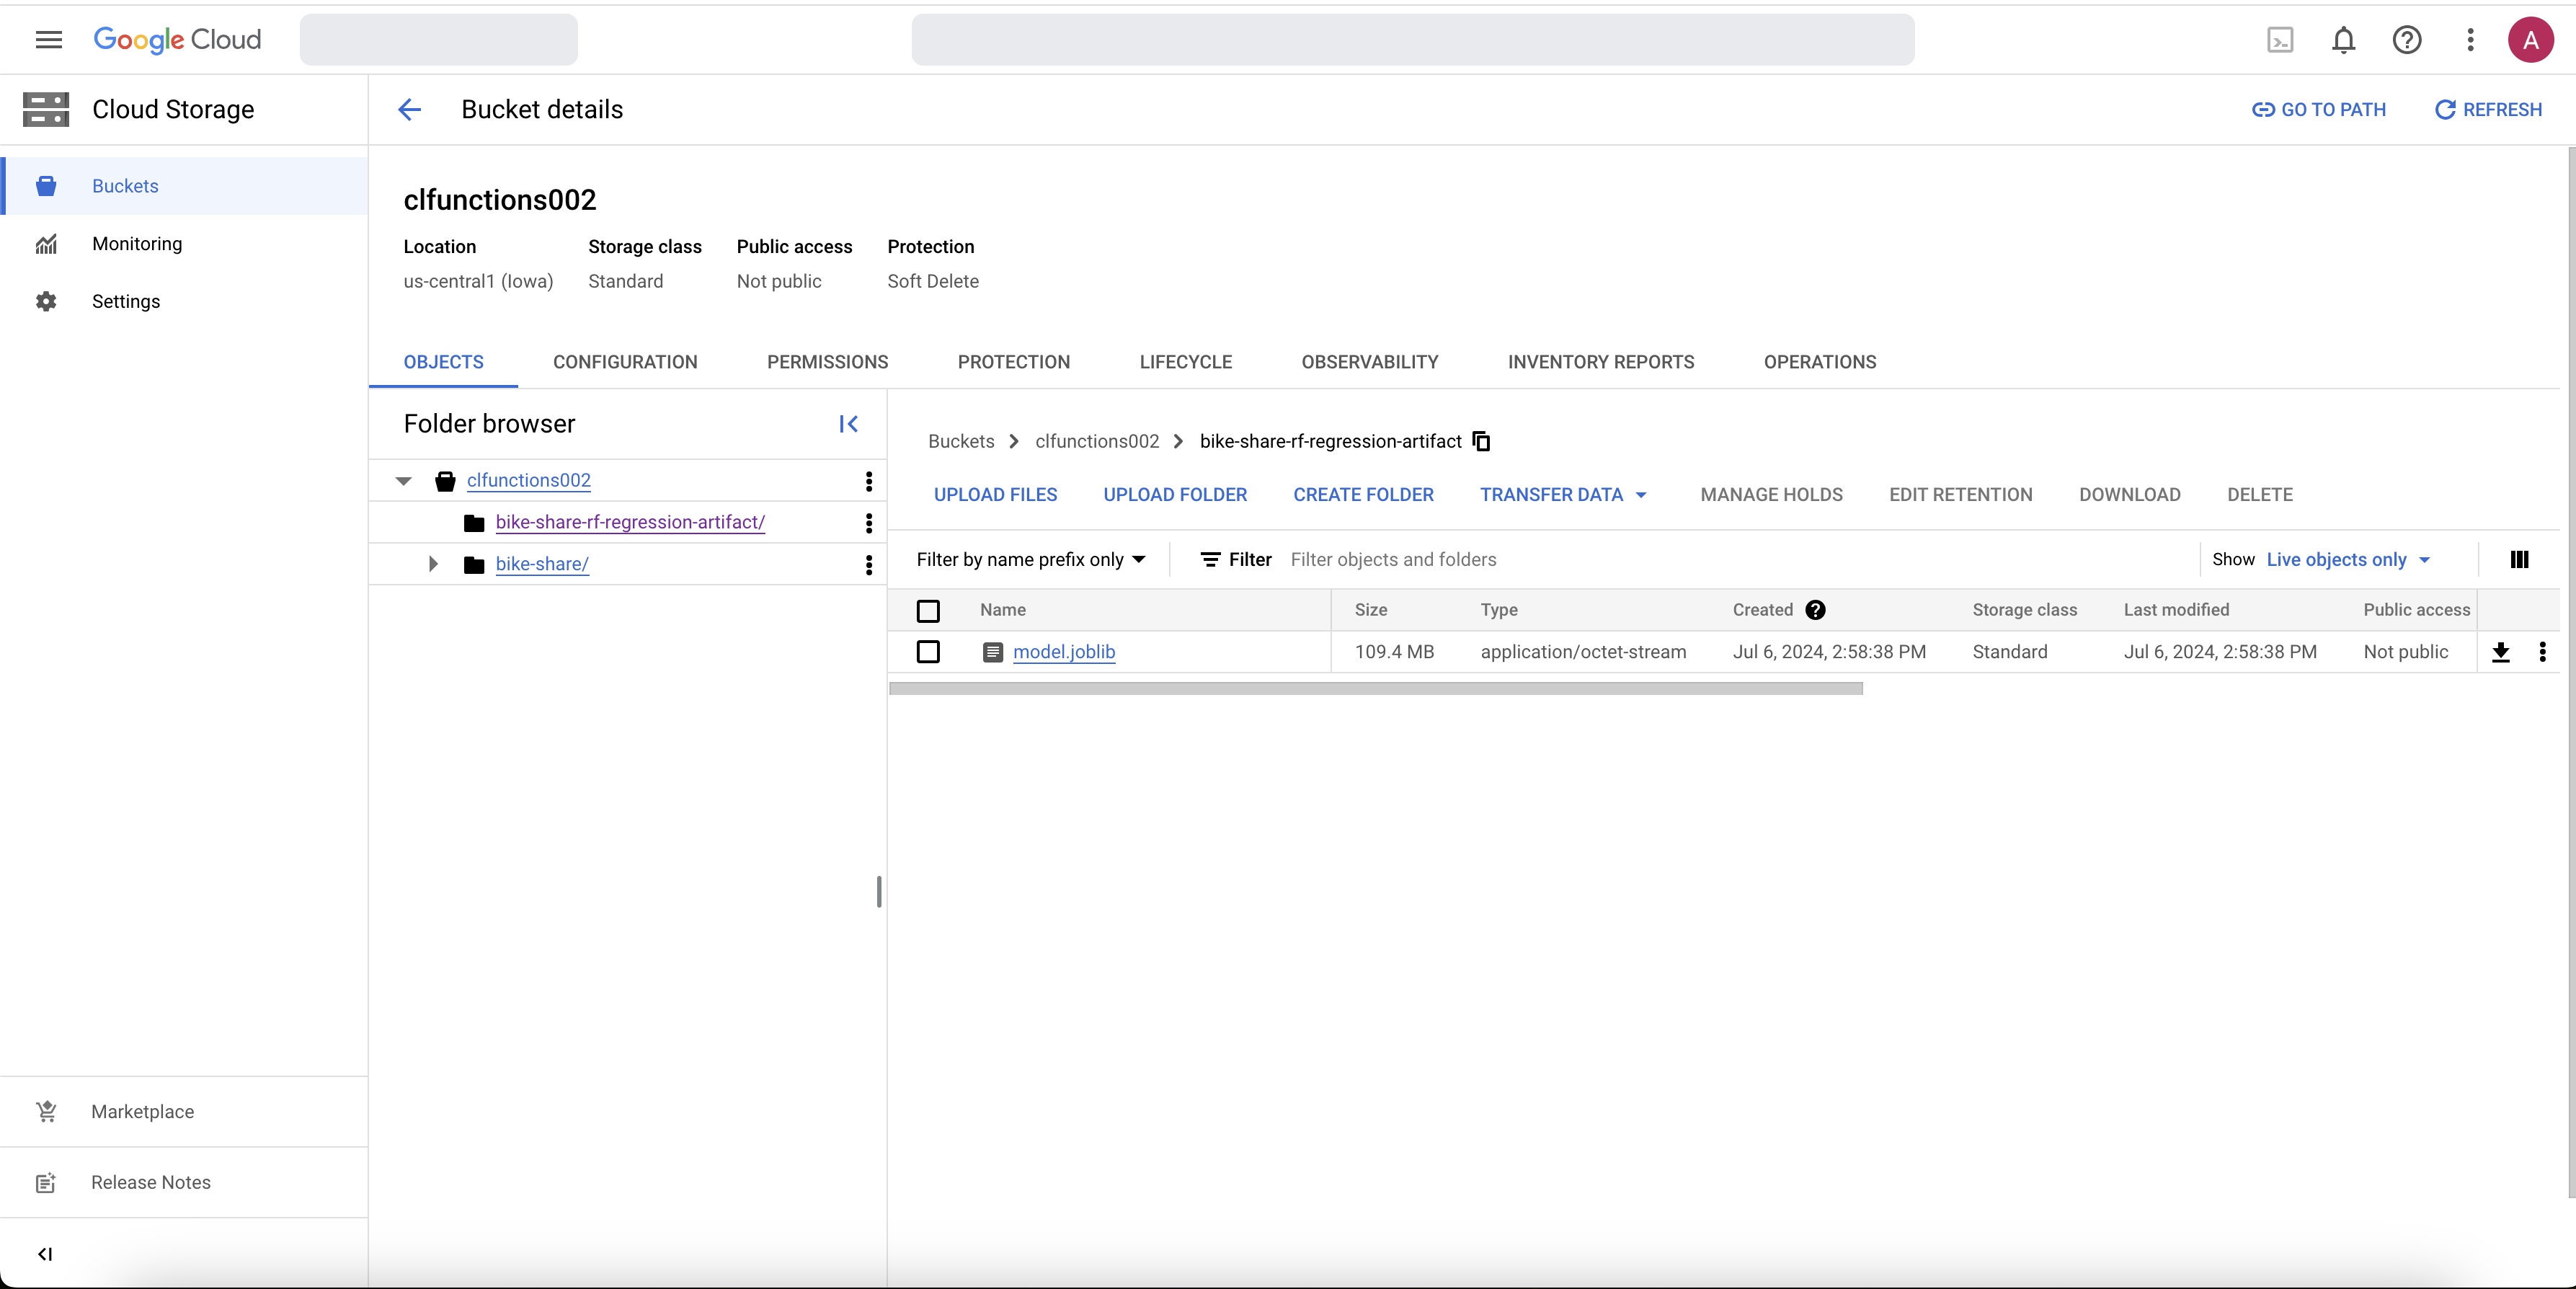 Google Cloud
A
Cloud Storage
Bucket details
GO TO PATH
REFRESH
Buckets
Monitoring
Settings
clfunctions002
Location Storage class Public access Protection
us-central1 (Iowa) Standard Not public Soft Delete
OBJECTS CONFIGURATION PERMISSIONS PROTECTION LIFECYCLE OBSERVABILITY INVENTORY REPORTS OPERATIONS
Folder browser
clfunctions002
bike-share-rf-regression-artifact/
bike-share/
Buckets > clfunctions002 > bike-share-rf-regression-artifact
UPLOAD FILES UPLOAD FOLDER CREATE FOLDER TRANSFER DATA MANAGE HOLDS EDIT RETENTION DOWNLOAD DELETE
Filter by name prefix only Filter Filter objects and folders Show Live objects only
Name Size Type Created Storage class Last modified Public access
model.joblib 109.4 MB application/octet-stream Jul 6, 2024, 2:58:38 PM Standard Jul 6, 2024, 2:58:38 PM Not public
Marketplace
Release Notes